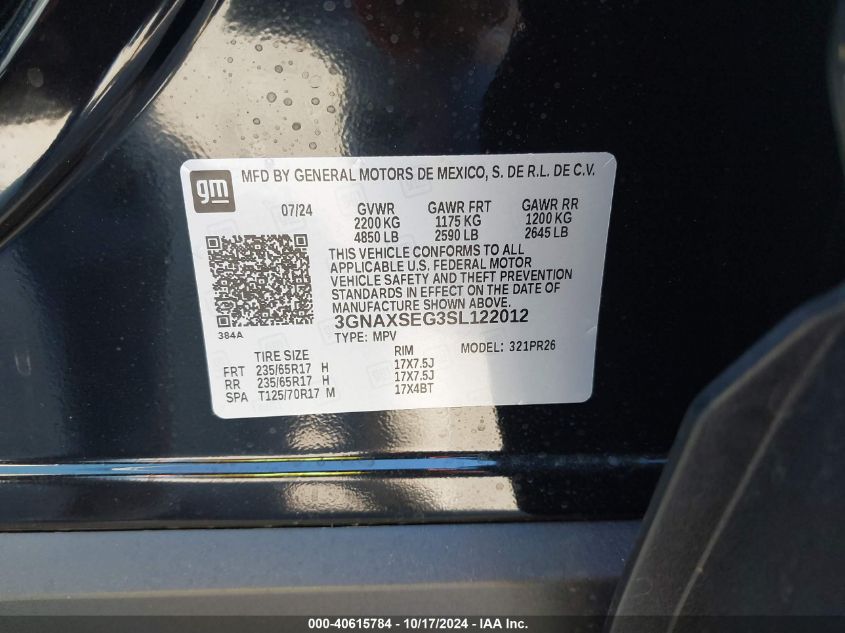 gm
MFD BY GENERAL MOTORS DE MEXICO, S. DE R.L. DE C.V.
07/24 GVWR GAWR FRT GAWR RR
2200 KG 1175 KG 1200 KG
4850 LB 2590 LB 2645 LB
THIS VEHICLE CONFORMS TO ALL
APPLICABLE U.S. FEDERAL MOTOR
VEHICLE SAFETY AND THEFT PREVENTION
STANDARDS IN EFFECT ON THE DATE OF
MANUFACTURE SHOWN ABOVE.
384A
3GNAXSEG3SL122012
TYPE: MPV MODEL: 321PR26
TIRE SIZE RIM
FRT 235/65R17 H 17X7.5J
RR 235/65R17 H 17X7.5J
SPA T125/70R17 M 17X4BT
000-40615784 - 10/17/2024 - IAA Inc.